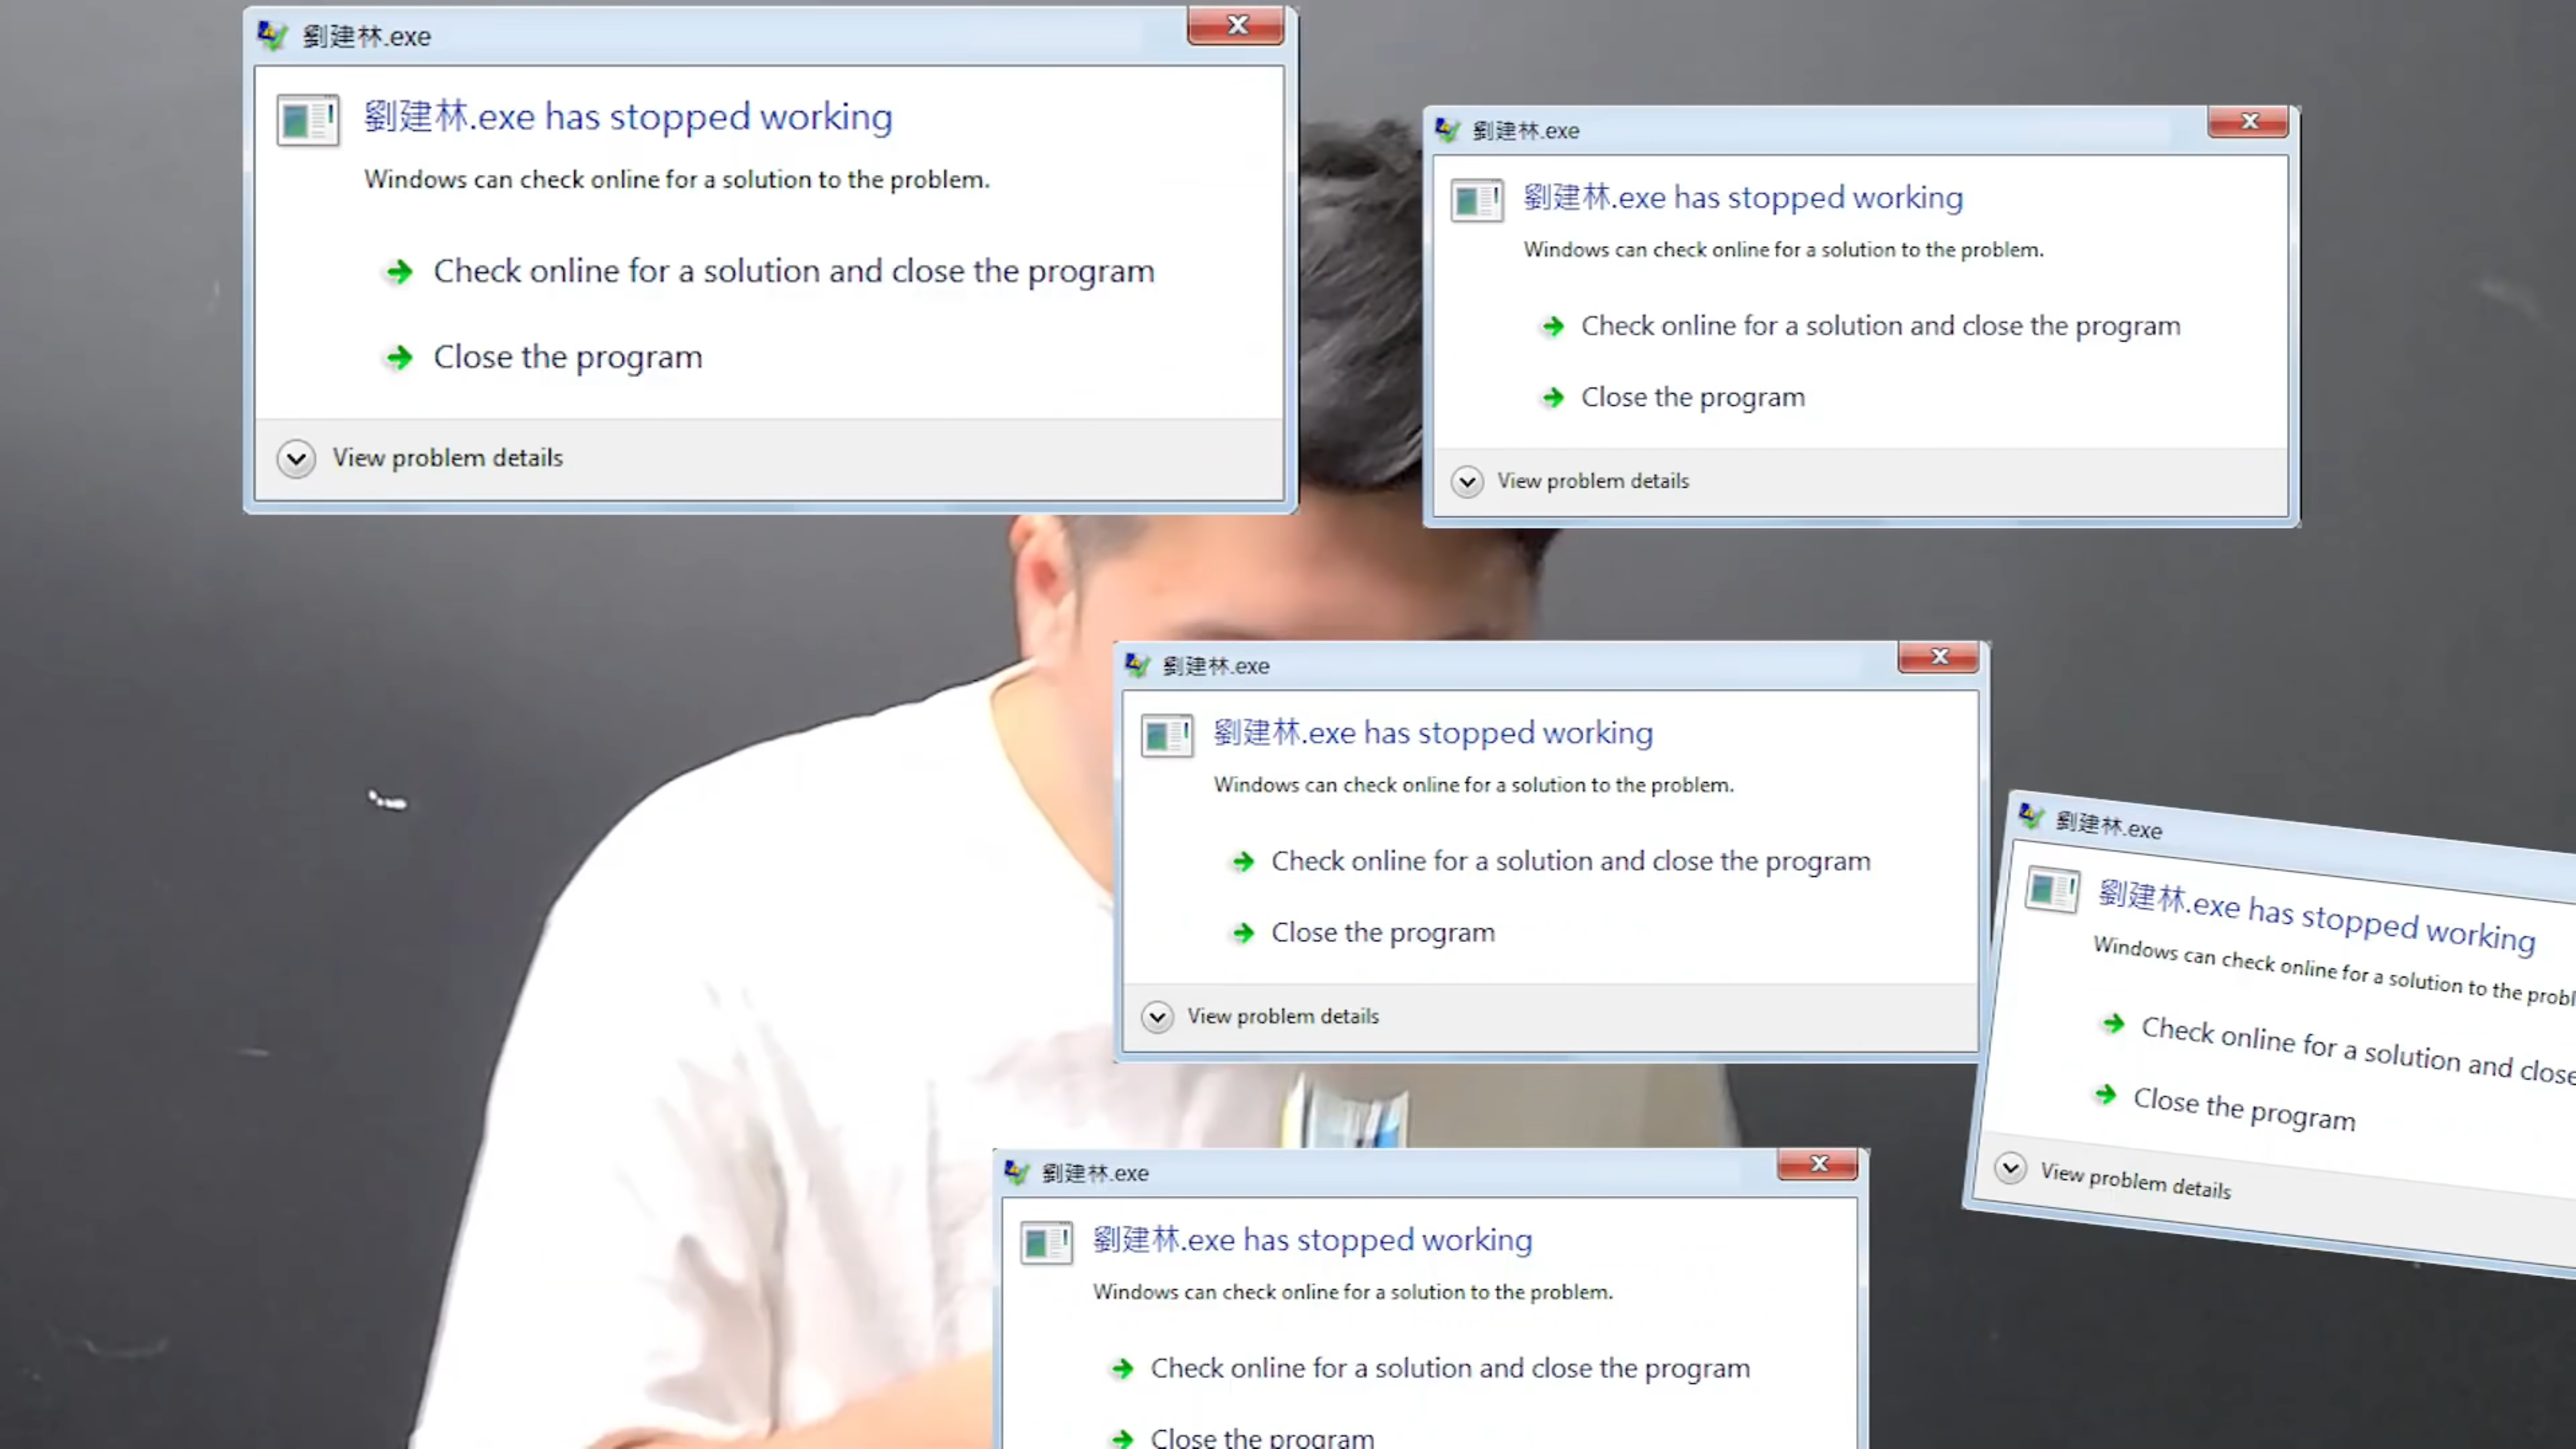 劉建林.exe
劉建林.exe has stopped working
Windows can check online for a solution to the problem.
Check online for a solution and close the program
Close the program
View problem details
劉建林.exe
劉建林.exe has stopped working
Windows can check online for a solution to the problem.
Check online for a solution and close the program
Close the program
View problem details
劉建林.exe
劉建林.exe has stopped working
Windows can check online for a solution to the problem.
Check online for a solution and close the program
Close the program
View problem details
劉建林.exe
劉建林.exe has stopped working
Windows can check online for a solution to the probl
Check online for a solution and close
Close the program
View problem details
劉建林.exe
劉建林.exe has stopped working
Windows can check online for a solution to the problem.
Check online for a solution and close the program
Close the program